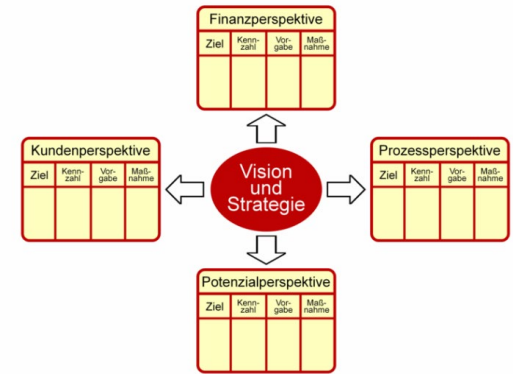 Finanzperspektive
Ziel Kenn-zahl Vor-gabe Maß-nahme
Kundenperspektive
Ziel Kenn-zahl Vor-gabe Maß-nahme
Vision
und
Strategie
Prozessperspektive
Ziel Kenn-zahl Vor-gabe Maß-nahme
Potenzialperspektive
Ziel Kenn-zahl Vor-gabe Maß-nahme